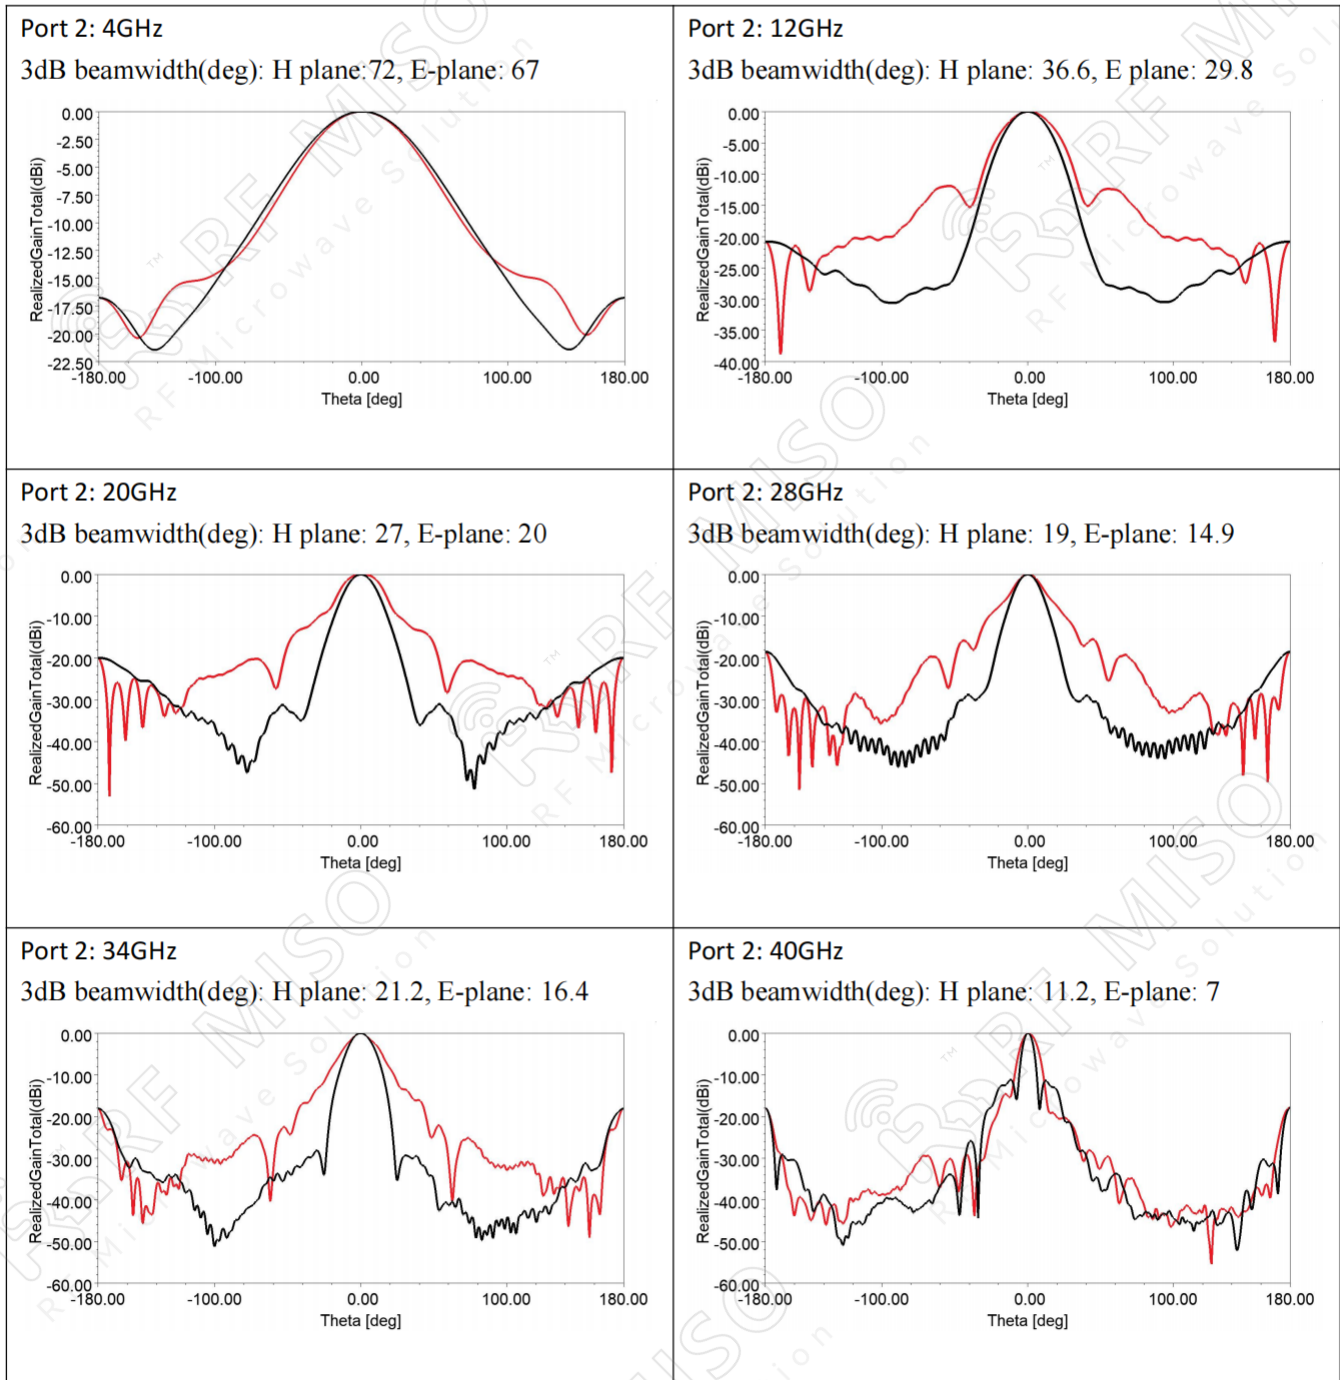 Port 2: 4GHz
3dB beamwidth(deg): H plane:72, E-plane: 67
RealizedGainTotal(dBi)
0.00
-2.50
-5.00
-7.50
-10.00
-12.50
-15.00
-17.50
-20.00
-22.50
-180.00 -100.00 0.00 100.00 180.00
Theta [deg]
Port 2: 12GHz
3dB beamwidth(deg): H plane: 36.6, E plane: 29.8
RealizedGainTotal(dBi)
0.00
-5.00
-10.00
-15.00
-20.00
-25.00
-30.00
-35.00
-40.00
-180.00 -100.00 0.00 100.00 180.00
Theta [deg]
Port 2: 20GHz
3dB beamwidth(deg): H plane: 27, E-plane: 20
RealizedGainTotal(dBi)
0.00
-10.00
-20.00
-30.00
-40.00
-50.00
-60.00
-180.00 -100.00 0.00 100.00 180.00
Theta [deg]
Port 2: 28GHz
3dB beamwidth(deg): H plane: 19, E-plane: 14.9
RealizedGainTotal(dBi)
0.00
-10.00
-20.00
-30.00
-40.00
-50.00
-60.00
-180.00 -100.00 0.00 100.00 180.00
Theta [deg]
Port 2: 34GHz
3dB beamwidth(deg): H plane: 21.2, E-plane: 16.4
RealizedGainTotal(dBi)
0.00
-10.00
-20.00
-30.00
-40.00
-50.00
-60.00
-180.00 -100.00 0.00 100.00 180.00
Theta [deg]
Port 2: 40GHz
3dB beamwidth(deg): H plane: 11.2, E-plane: 7
RealizedGainTotal(dBi)
0.00
-10.00
-20.00
-30.00
-40.00
-50.00
-60.00
-180.00 -100.00 0.00 100.00 180.00
Theta [deg]
RF MISO
RF Microwave Solution